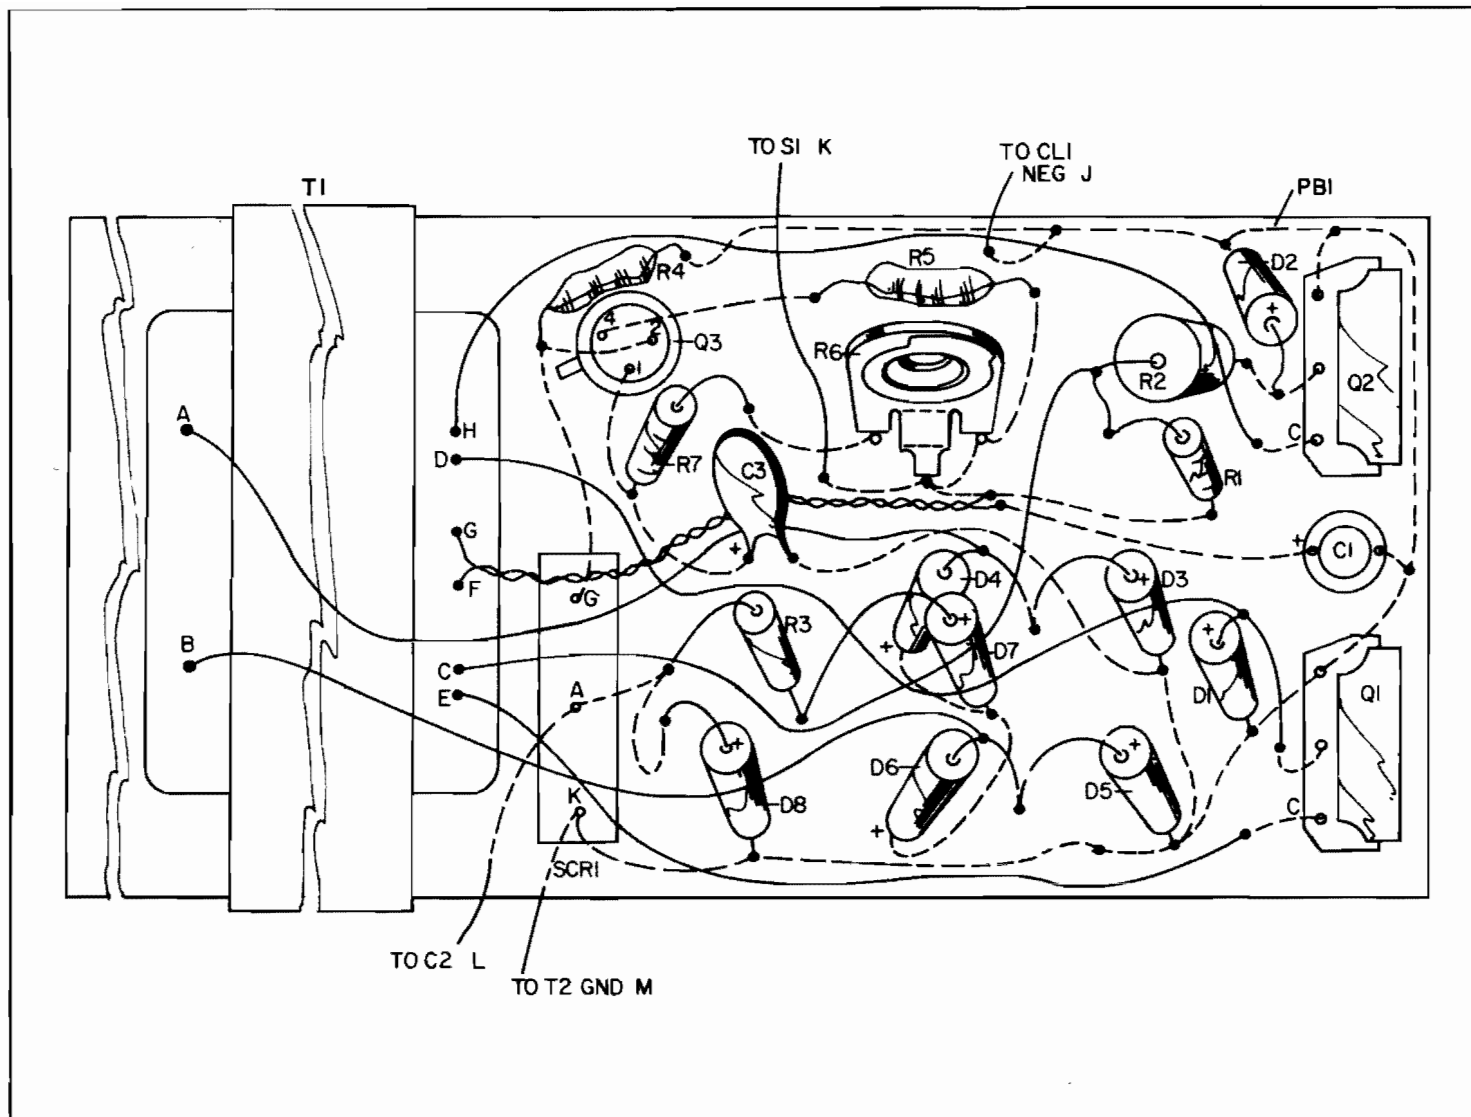 TO S1 K
TO CL1
NEG J
T1
PB1
R4
R5
D2
4
2
Q3
1
R6
R2
Q2
+
A
H
D
R7
C3
C
R1
G
F
+
+
C1
G
D4
D3
+
+
R3
B
C
E
A
+
D7
D1
Q1
+
D6
D5
+
K
D8
+
C
SCR1
TO C2 L
TO T2 GND M